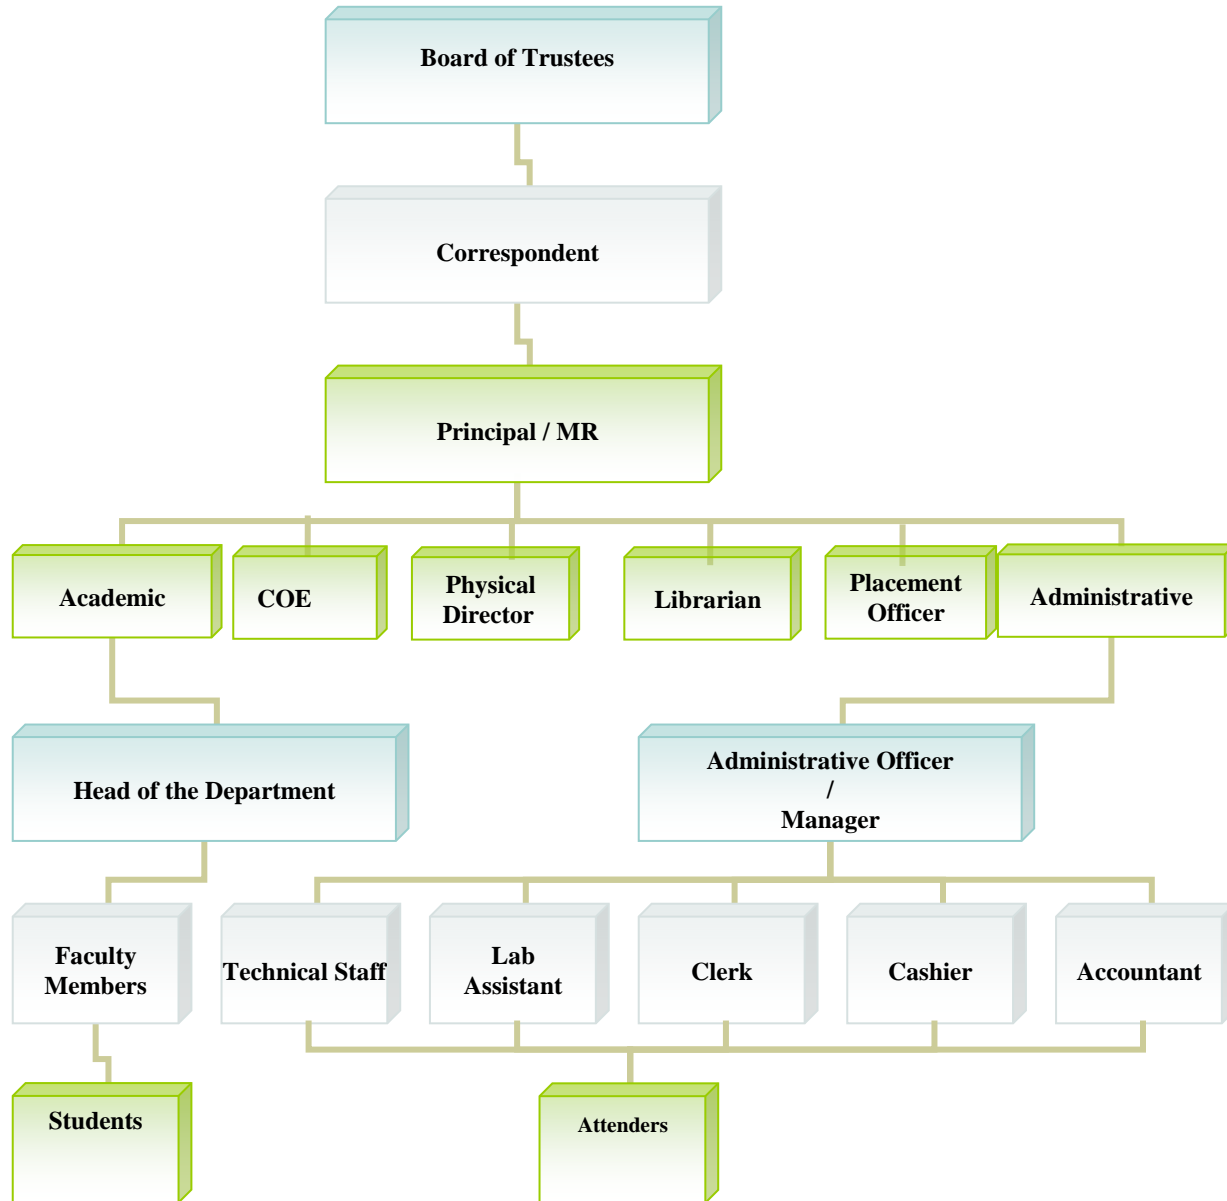 Board of Trustees
Correspondent
Principal / MR
Academic
COE
Physical
Director
Librarian
Placement
Officer
Administrative
Head of the Department
Administrative Officer
/
Manager
Faculty
Members
Technical Staff
Lab
Assistant
Clerk
Cashier
Accountant
Students
Attenders